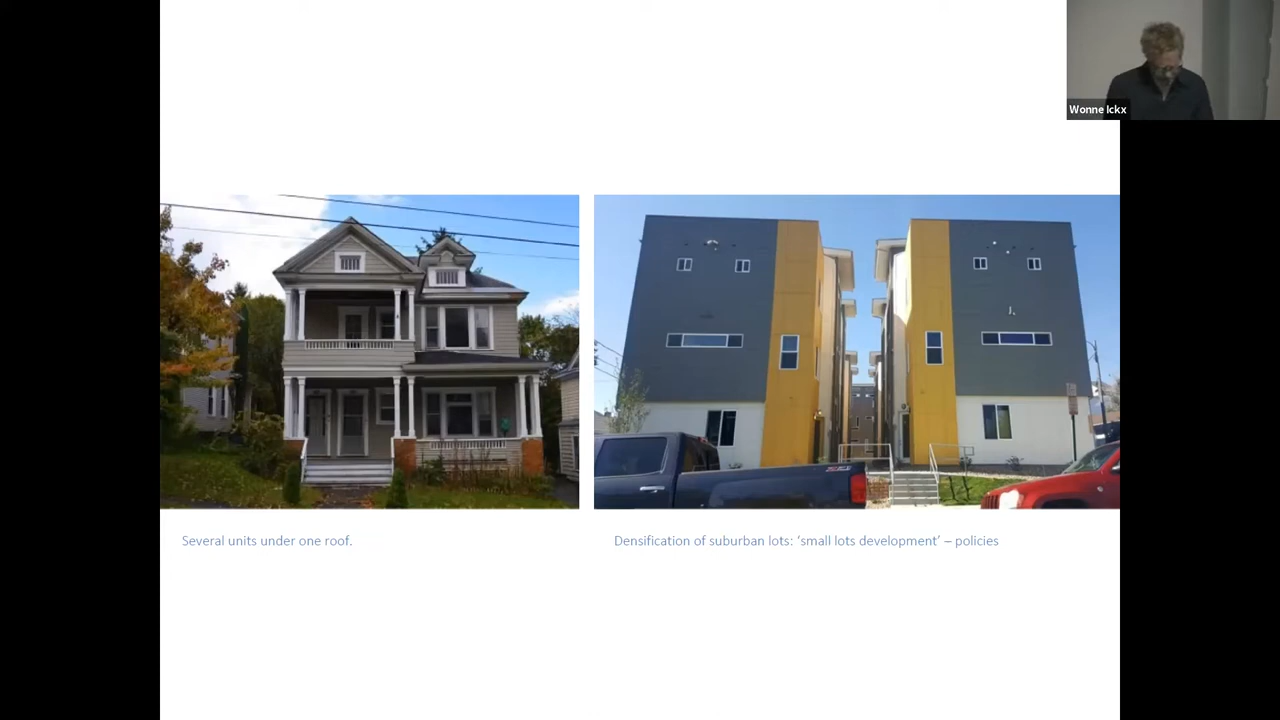 Wonne Ickx
Several units under one roof.
Densification of suburban lots: ‘small lots development’ – policies